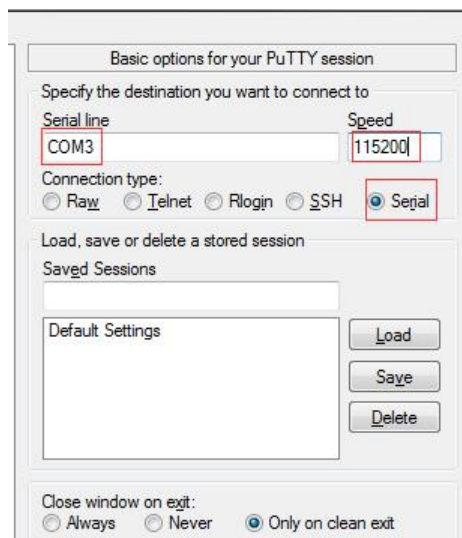 Basic options for your PuTTY session
Specify the destination you want to connect to
Serial line Speed
COM3 115200
Connection type:
Raw Telnet Rlogin SSH Serial
Load, save or delete a stored session
Saved Sessions
Default Settings
Load
Save
Delete
Close window on exit:
Always Never Only on clean exit